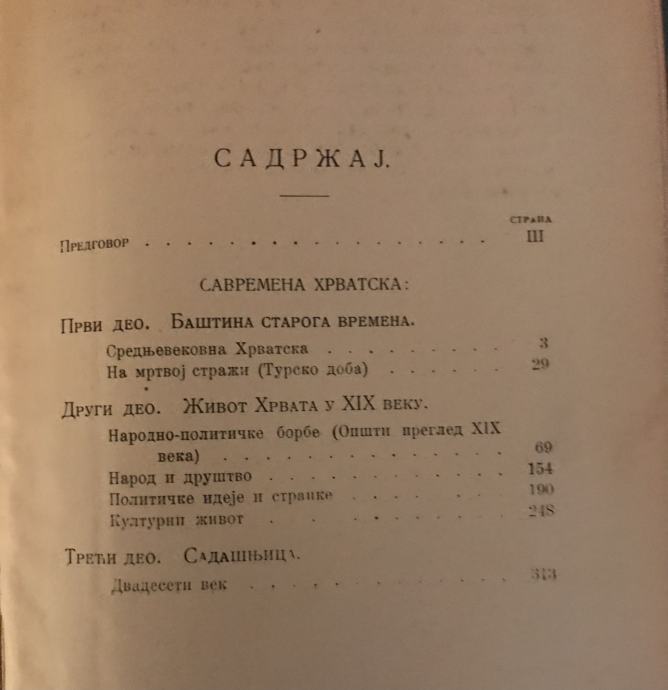 САДРЖАЈ.
СТРАНА
ПРЕДГОВОР . . . . . . . . . . . . . . . . . III
САВРЕМЕНА ХРВАТСКА:
ПРВИ ДЕО. БАШТИНА СТАРОГА ВРЕМЕНА.
Средњевековна Хрватска . . . . . . . . . 3
На мртвој стражи (Турско доба) . . . . . . 29
ДРУГИ ДЕО. ЖИВОТ ХРВАТА У XIX ВЕКУ.
Народно-политичке борбе (Општи преглед XIX
века) . . . . . . . . . . . . . 69
Народ и друштво . . . . . . . . . . . 154
Политичке идеје и странке . . . . . . . 190
Културни живот . . . . . . . . . . . 248
ТРЕЋИ ДЕО. САДАШЊИЦА.
Двадесети век . . . . . . . . . . . . 313